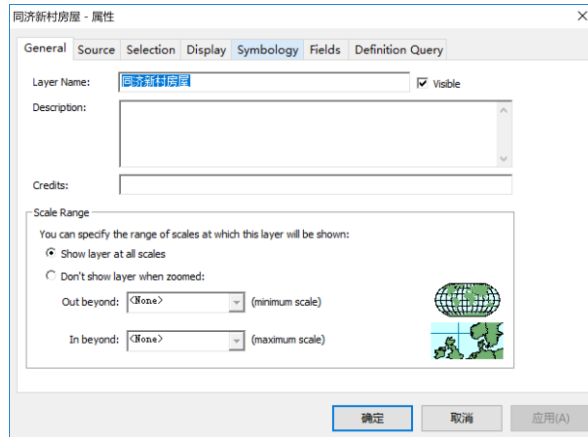 同济新村房屋 - 属性
General Source Selection Display Symbology Fields Definition Query
Layer Name: 同济新村房屋 Visible
Description:
Credits:
Scale Range
You can specify the range of scales at which this layer will be shown:
Show layer at all scales
Don't show layer when zoomed:
Out beyond: <None> (minimum scale)
In beyond: <None> (maximum scale)
确定 取消 应用(A)